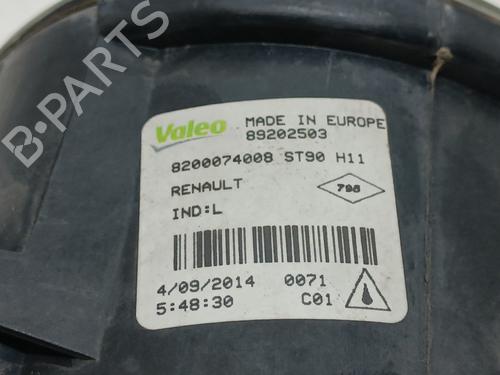 Valeo MADE IN EUROPE
89202503
8200074008 ST90 H11
RENAULT
795
IND:L
4/09/2014 0071
5:48:30 C01
B-PARTS